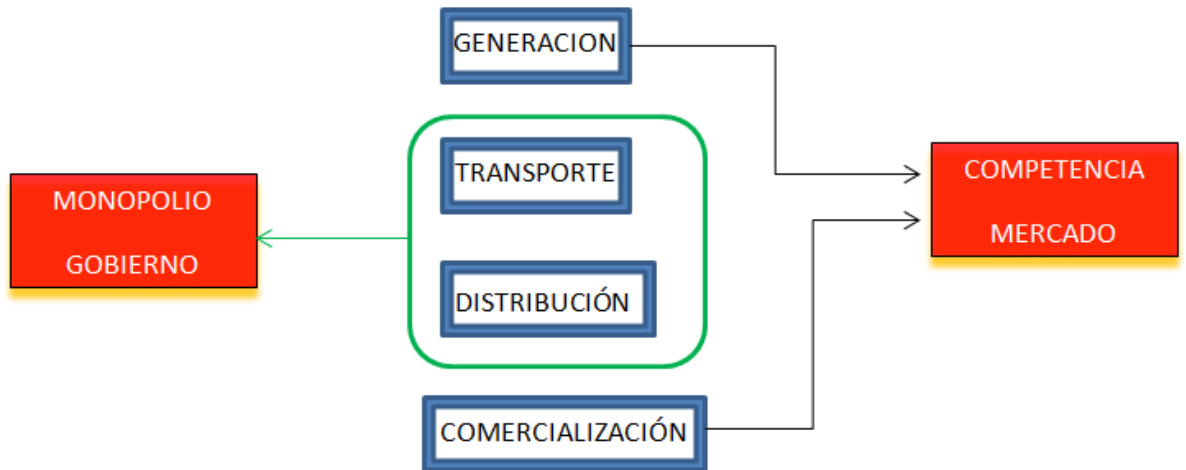 GENERACION
TRANSPORTE
DISTRIBUCIÓN
COMERCIALIZACIÓN
MONOPOLIO
GOBIERNO
COMPETENCIA
MERCADO